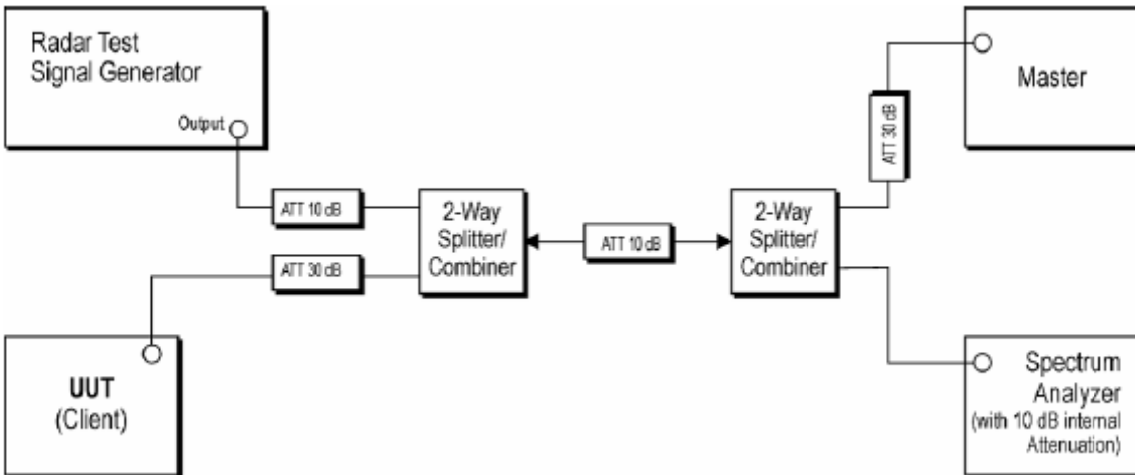 Radar Test
Signal Generator
Output
ATT 10 dB
ATT 30 dB
2-Way
Splitter/
Combiner
ATT 10 dB
2-Way
Splitter/
Combiner
ATT 30 dB
Master
UUT
(Client)
Spectrum
Analyzer
(with 10 dB internal
Attenuation)